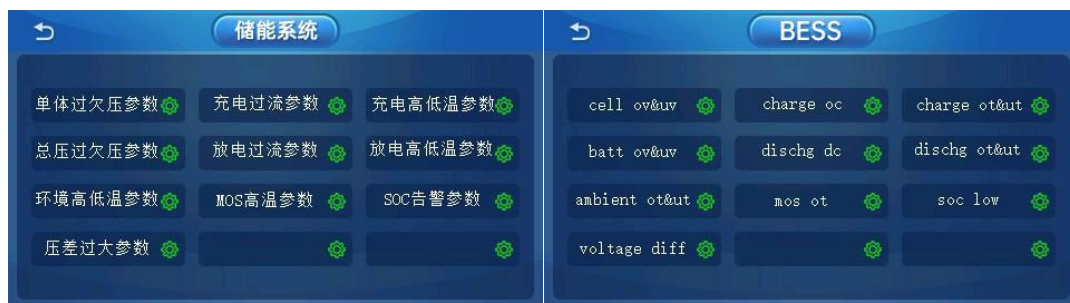 储能系统
单体过欠压参数 充电过流参数 充电高低温参数
总压过欠压参数 放电过流参数 放电高低温参数
环境高低温参数 MOS高温参数 SOC告警参数
压差过大参数
BESS
cell ov&uv charge oc charge ot&ut
batt ov&uv dischg dc dischg ot&ut
ambient ot&ut mos ot soc low
voltage diff